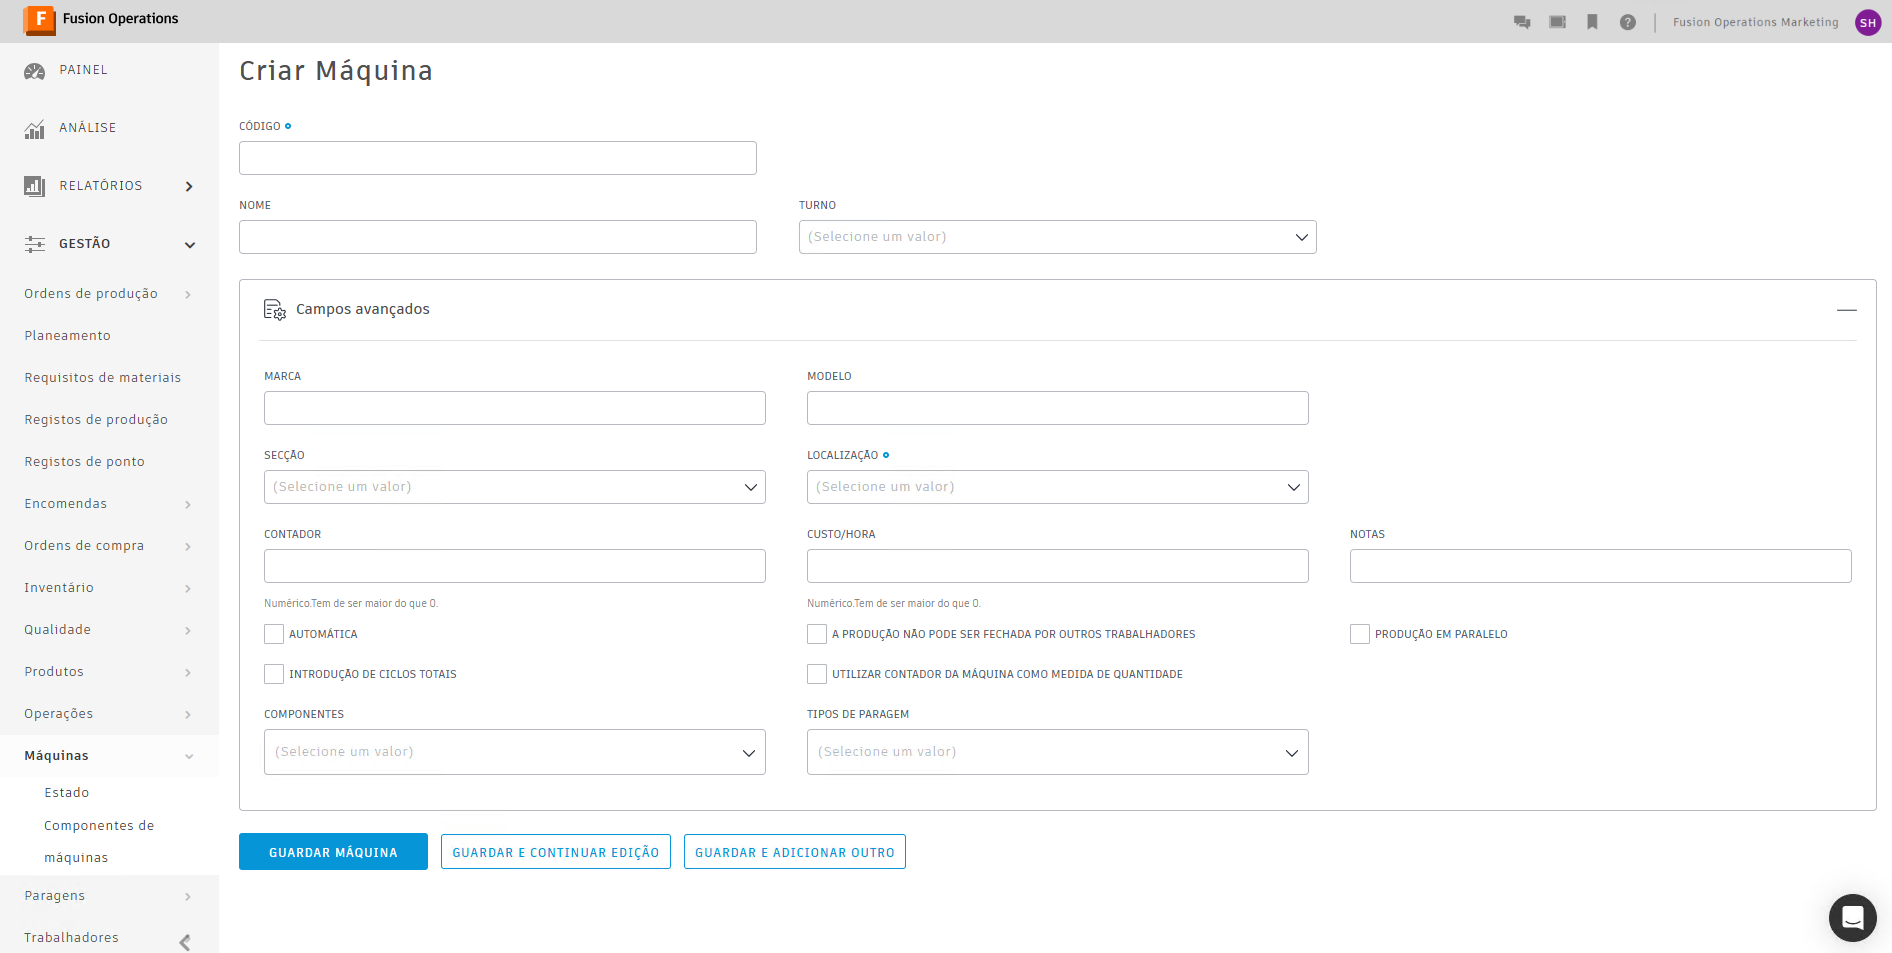 F Fusion Operations
Fusion Operations Marketing SH
PAINEL
ANÁLISE
RELATÓRIOS
GESTÃO
Ordens de produção
Planeamento
Requisitos de materiais
Registos de produção
Registos de ponto
Encomendas
Ordens de compra
Inventário
Qualidade
Produtos
Operações
Máquinas
Estado
Componentes de
máquinas
Paragens
Trabalhadores
Criar Máquina
CÓDIGO
NOME
TURNO
(Selecione um valor)
Campos avançados
MARCA
MODELO
SECÇÃO
(Selecione um valor)
LOCALIZAÇÃO
(Selecione um valor)
CONTADOR
Numérico.Tem de ser maior do que 0.
CUSTO/HORA
Numérico.Tem de ser maior do que 0.
NOTAS
AUTOMÁTICA
A PRODUÇÃO NÃO PODE SER FECHADA POR OUTROS TRABALHADORES
PRODUÇÃO EM PARALELO
INTRODUÇÃO DE CICLOS TOTAIS
UTILIZAR CONTADOR DA MÁQUINA COMO MEDIDA DE QUANTIDADE
COMPONENTES
(Selecione um valor)
TIPOS DE PARAGEM
(Selecione um valor)
GUARDAR MÁQUINA
GUARDAR E CONTINUAR EDIÇÃO
GUARDAR E ADICIONAR OUTRO